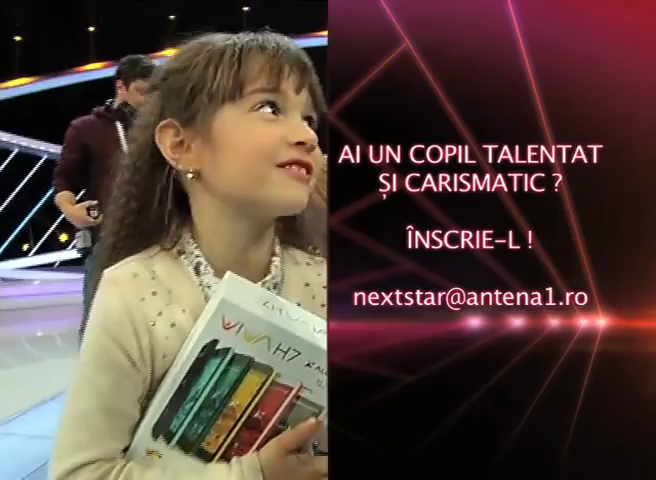 AI UN COPIL TALENTAT
ȘI CARISMATIC ?
ÎNSCRIE-L !
nextstar@antena1.ro
VIVA H7